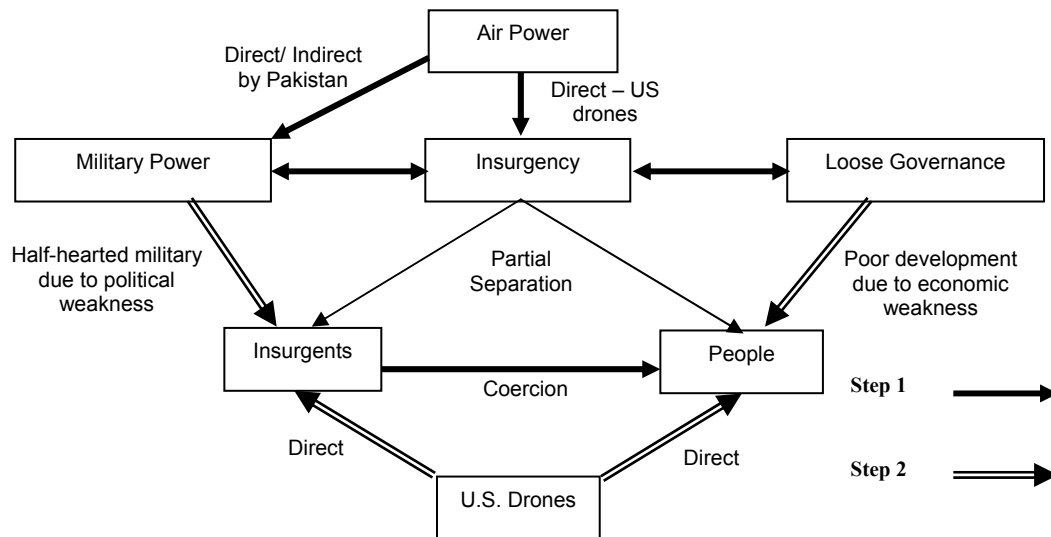 Air Power
Direct/ Indirect
by Pakistan
Direct – US
drones
Military Power
Insurgency
Loose Governance
Half-hearted military
due to political
weakness
Partial
Separation
Poor development
due to economic
weakness
Insurgents
People
Coercion
Step 1
Direct
Direct
Step 2
U.S. Drones